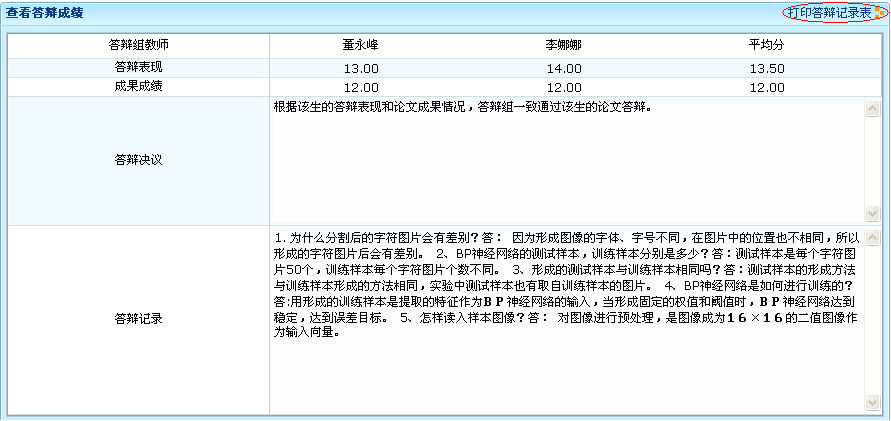 查看答辩成绩 打印答辩记录表
答辩组教师 董永峰 李娜娜 平均分
答辩表现 13.00 14.00 13.50
成果成绩 12.00 12.00 12.00
答辩决议 根据该生的答辩表现和论文成果情况，答辩组一致通过该生的论文答辩。
答辩记录
1. 为什么分割后的字符图片会有差别？答： 因为形成图像的字体、字号不同，在图片中的位置也不相同，所以
形成的字符图片后会有差别。 2、BP神经网络的测试样本，训练样本分别是多少？答：测试样本是每个字符图
片50个，训练样本每个字符图片个数不同。 3、形成的测试样本与训练样本相同吗？答：测试样本的形成方法
与训练样本形成的方法相同，实验中测试样本也有取自训练样本的图片。 4、BP神经网络是如何进行训练的？
答:用形成的训练样本是提取的特征作为ＢＰ神经网络的输入，当形成固定的权值和阈值时，ＢＰ神经网络达到
稳定，达到误差目标。 5、怎样读入样本图像？答： 对图像进行预处理，是图像成为１６×１６的二值图像作
为输入向量。